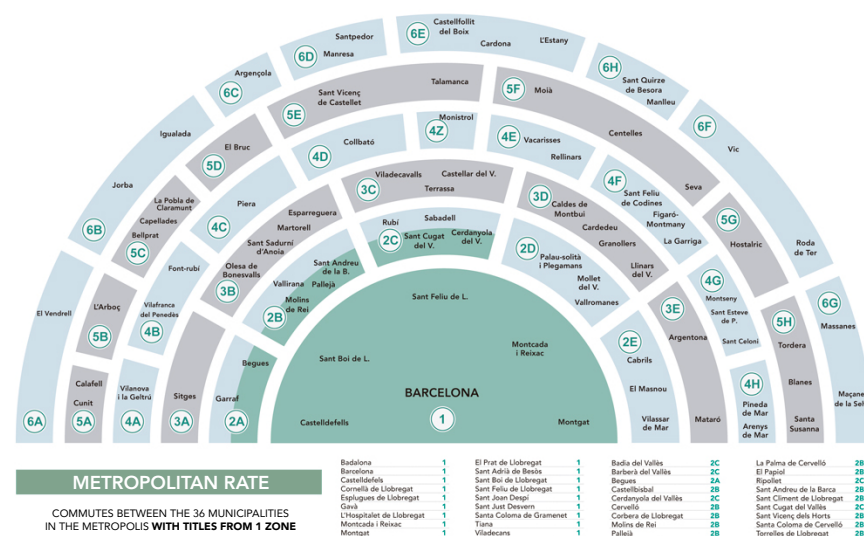 6E
Castellfollit
del Boix
Cardona
L'Estany
Santpedor
6D
Manresa
6H
Sant Quirze
de Besora
Manlleu
Argençola
6C
5E
Sant Vicenç
de Castellet
Talamanca
5F
Moià
Igualada
El Bruc
5D
4D
Collbató
4Z
Monistrol
4E
Vacarisses
Rellinars
Centelles
6F
Vic
Jorba
La Pobla de
Claramunt
Capellades
Bellprat
5C
Piera
4C
3C
Viladecavalls
Castellar del V.
Terrassa
4F
Sant Feliu
de Codines
Figaró-
Montmany
La Garriga
Seva
6B
Esparreguera
Martorell
Sant Sadurní
d'Anoia
Olesa de
Bonesvalls
3B
3D
Caldes de
Montbui
Cardedeu
Granollers
Llinars
del V.
5G
Hostalric
Roda
de Ter
Rubí
Sabadell
2C
Sant Cugat
del V.
Cerdanyola
del V.
2D
Palau-solità
i Plegamans
Mollet
del V.
Vallromanes
Font-rubí
Vilafranca
del Penedès
4B
Sant Andreu
de la B.
Vallirana
Pallejà
Molins
de Rei
2B
4G
Montseny
Sant Esteve
de P.
Sant Celoni
El Vendrell
L'Arboç
5B
Sant Feliu de L.
3E
Argentona
5H
Tordera
6G
Massanes
Begues
Sant Boi de L.
Montcada
i Reixac
2E
Cabrils
El Masnou
Vilassar
de Mar
Calafell
Cunit
5A
Vilanova
i la Geltrú
4A
Sitges
3A
Garraf
2A
BARCELONA
1
Castelldefells
Montgat
Mataró
4H
Pineda
de Mar
Arenys
de Mar
Blanes
Santa
Susanna
Maçane
de la Sel
6A
METROPOLITAN RATE
COMMUTES BETWEEN THE 36 MUNICIPALITIES
IN THE METROPOLIS WITH TITLES FROM 1 ZONE
Badalona 1
Barcelona 1
Castelldefels 1
Cornellà de Llobregat 1
Esplugues de Llobregat 1
Gavà 1
L'Hospitalet de Llobregat 1
Montcada i Reixac 1
Montgat 1
El Prat de Llobregat 1
Sant Adrià de Besòs 1
Sant Boi de Llobregat 1
Sant Feliu de Llobregat 1
Sant Joan Despí 1
Sant Just Desvern 1
Santa Coloma de Gramenet 1
Tiana 1
Viladecans 1
Badia del Vallès 2C
Barberà del Vallès 2C
Begues 2A
Castellbisbal 2B
Cerdanyola del Vallès 2C
Cervelló 2B
Corbera de Llobregat 2B
Molins de Rei 2B
Pallejà 2B
La Palma de Cervelló 2B
El Papiol 2B
Ripollet 2C
Sant Andreu de la Barca 2B
Sant Climent de Llobregat 2B
Sant Cugat del Vallès 2C
Sant Vicenç dels Horts 2B
Santa Coloma de Cervelló 2B
Torrelles de Llobregat 2B